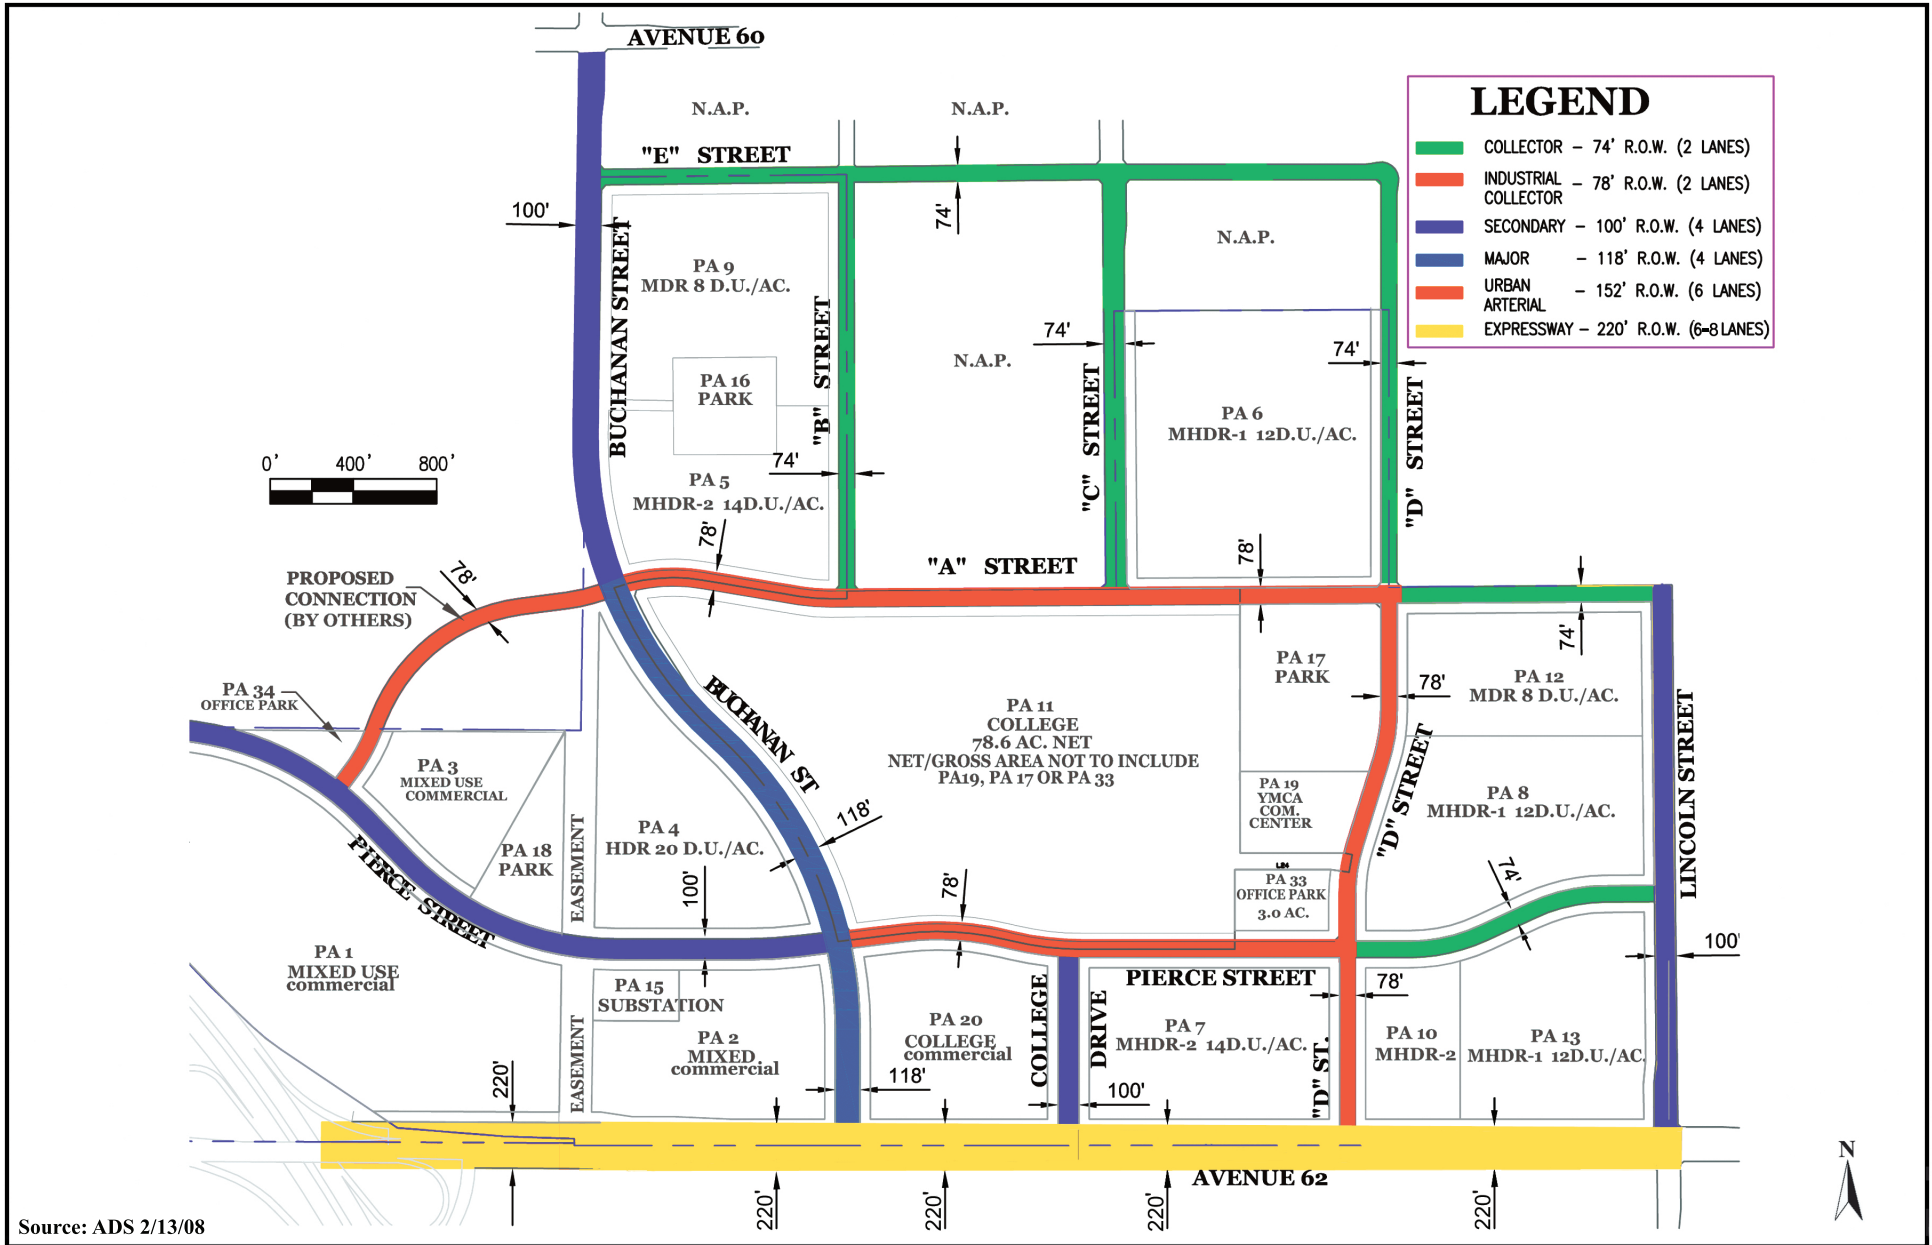 AVENUE 60
N.A.P.
N.A.P.
LEGEND
COLLECTOR – 74' R.O.W. (2 LANES)
INDUSTRIAL
COLLECTOR – 78' R.O.W. (2 LANES)
SECONDARY – 100' R.O.W. (4 LANES)
MAJOR – 118' R.O.W. (4 LANES)
URBAN
ARTERIAL – 152' R.O.W. (6 LANES)
EXPRESSWAY – 220' R.O.W. (6-8 LANES)
"E" STREET
100'
74'
BUCHANAN STREET
N.A.P.
PA 9
MDR 8 D.U./AC.
"B" STREET
74'
74'
N.A.P.
PA 16
PARK
"C" STREET
"D" STREET
PA 6
MHDR-1 12D.U./AC.
0' 400' 800'
74'
PA 5
MHDR-2 14D.U./AC.
78'
78'
"A" STREET
PROPOSED
CONNECTION
(BY OTHERS)
78'
74'
PA 17
PARK
78'
PA 12
MDR 8 D.U./AC.
PA 34
OFFICE PARK
BUCHANAN ST
PA 11
COLLEGE
78.6 AC. NET
NET/GROSS AREA NOT TO INCLUDE
PA19, PA 17 OR PA 33
LINCOLN STREET
PA 3
MIXED USE
COMMERCIAL
PA 19
YMCA
COM.
CENTER
"D" STREET
PA 8
MHDR-1 12D.U./AC.
118'
PA 4
HDR 20 D.U./AC.
PA 18
PARK
EASEMENT
PIERCE STREET
100'
78'
L24
PA 33
OFFICE PARK
3.0 AC.
74'
PA 1
MIXED USE
commercial
100'
PIERCE STREET
78'
PA 15
SUBSTATION
COLLEGE
DRIVE
PA 20
COLLEGE
commercial
PA 7
MHDR-2 14D.U./AC.
PA 10
MHDR-2
PA 13
MHDR-1 12D.U./AC.
PA 2
MIXED
commercial
EASEMENT
220'
118'
100'
"D" ST.
AVENUE 62
220'
220'
220'
220'
N
Source: ADS 2/13/08